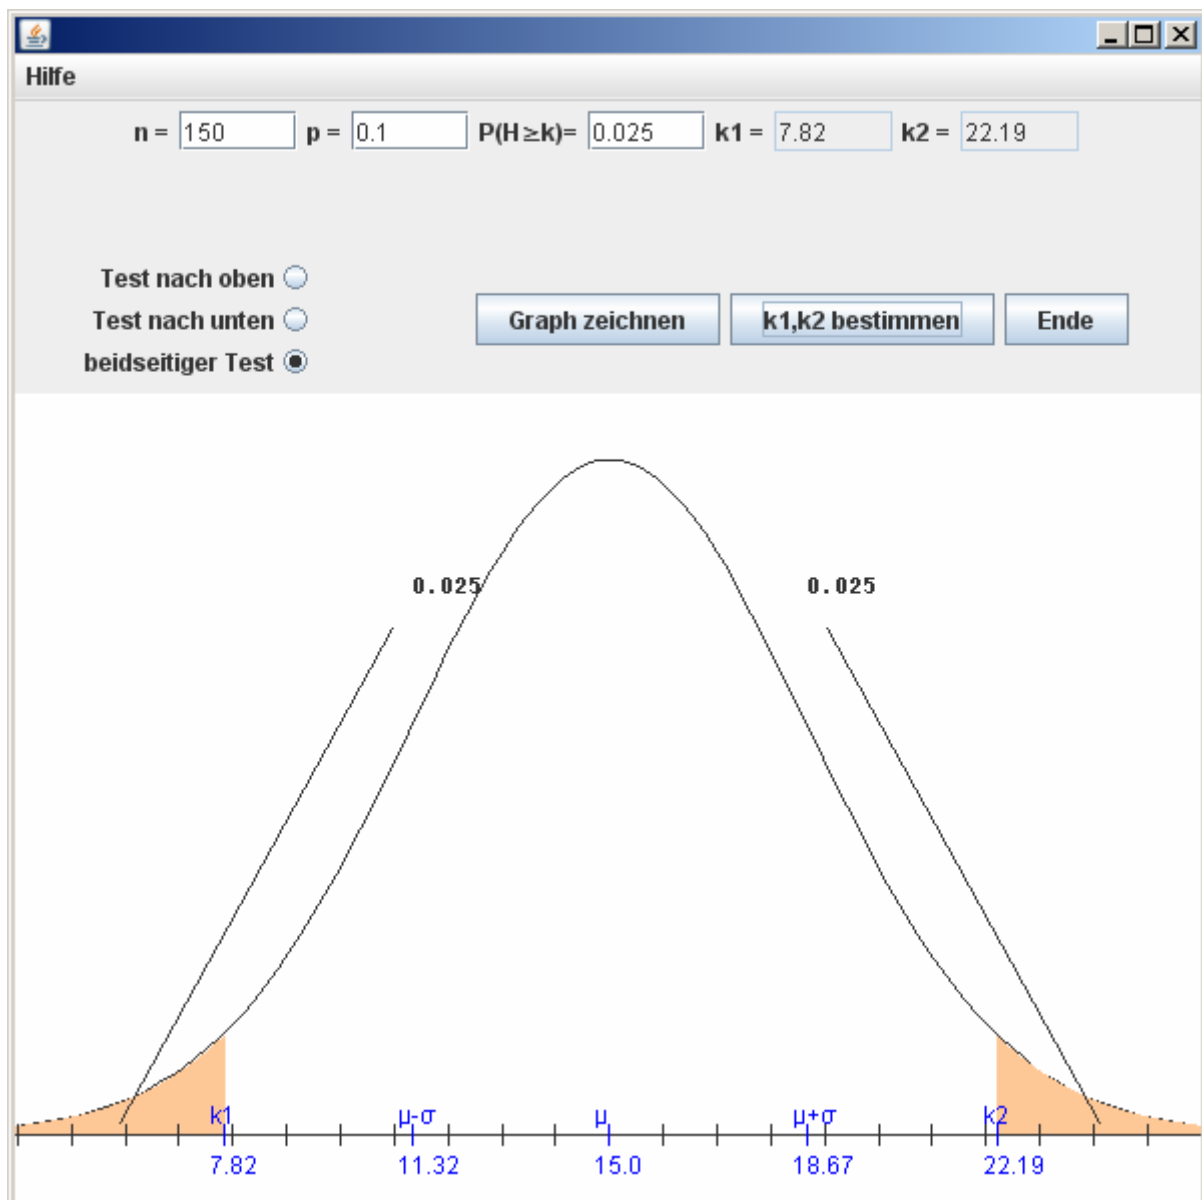 Hilfe
n = 150 p = 0.1 P(H ≥k)= 0.025 k1 = 7.82 k2 = 22.19
Test nach oben
Test nach unten
beidseitiger Test
Graph zeichnen k1,k2 bestimmen Ende
0.025 0.025
k1 μ-σ μ μ+σ k2
7.82 11.32 15.0 18.67 22.19